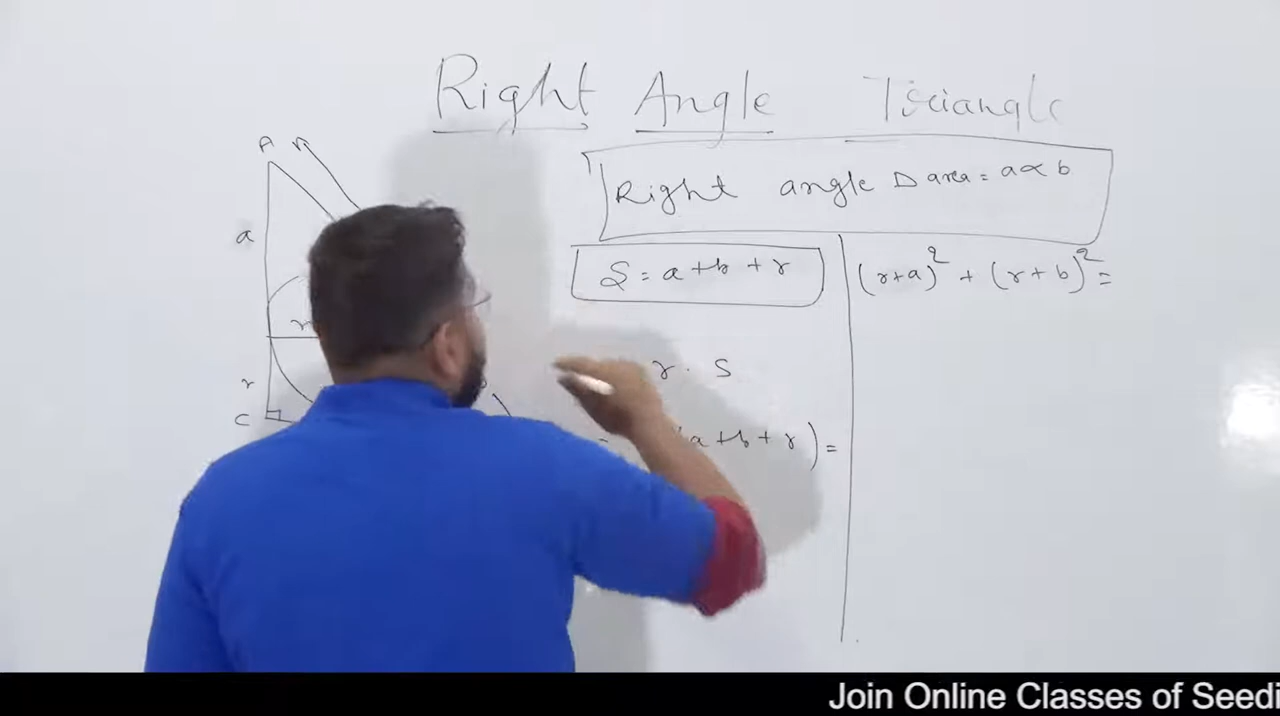 Right Angle Triangle
Right angle Δ area = a × b
S = a + b + r
(r+a)² + (r+b)² =
r . S
(a + b + r) =
A
a
r
r
C
Join Online Classes of Seedi